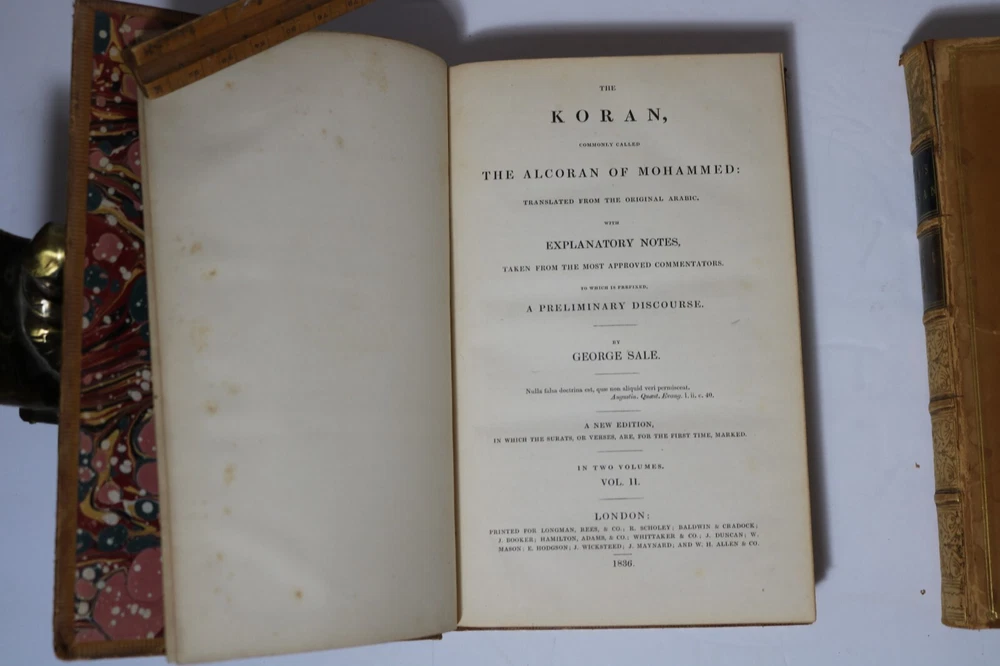 THE
KORAN,
COMMONLY CALLED
THE ALCORAN OF MOHAMMED:
TRANSLATED FROM THE ORIGINAL ARABIC,
WITH
EXPLANATORY NOTES,
TAKEN FROM THE MOST APPROVED COMMENTATORS.
TO WHICH IS PREFIXED,
A PRELIMINARY DISCOURSE.
BY
GEORGE SALE.
Nulla falsa doctrina est, quæ non aliquid veri permisceat.
Augustin. Quæst. Evang. l. ii, c. 40.
A NEW EDITION,
IN WHICH THE SURATS, OR VERSES, ARE, FOR THE FIRST TIME, MARKED.
IN TWO VOLUMES.
VOL. II.
LONDON:
PRINTED FOR LONGMAN, REES, & CO.; R. SCHOLEY; BALDWIN & CRADOCK;
J. BOOKER; HAMILTON, ADAMS, & CO.; WHITTAKER & CO.; J. DUNCAN; W.
MASON; E. HODGSON; J. WICKSTEED; J. MAYNARD; AND W. H. ALLEN & CO.
1836.